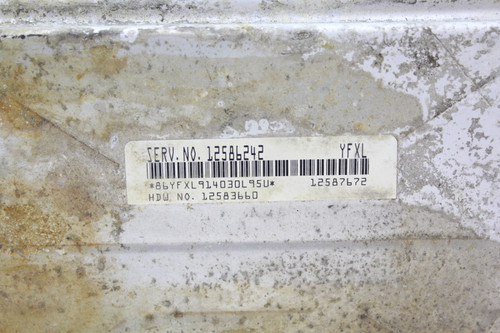 SERV. NO. 12586242 YFXL
*86YFXL914030L95U* 12587672
HDW. NO. 12583660